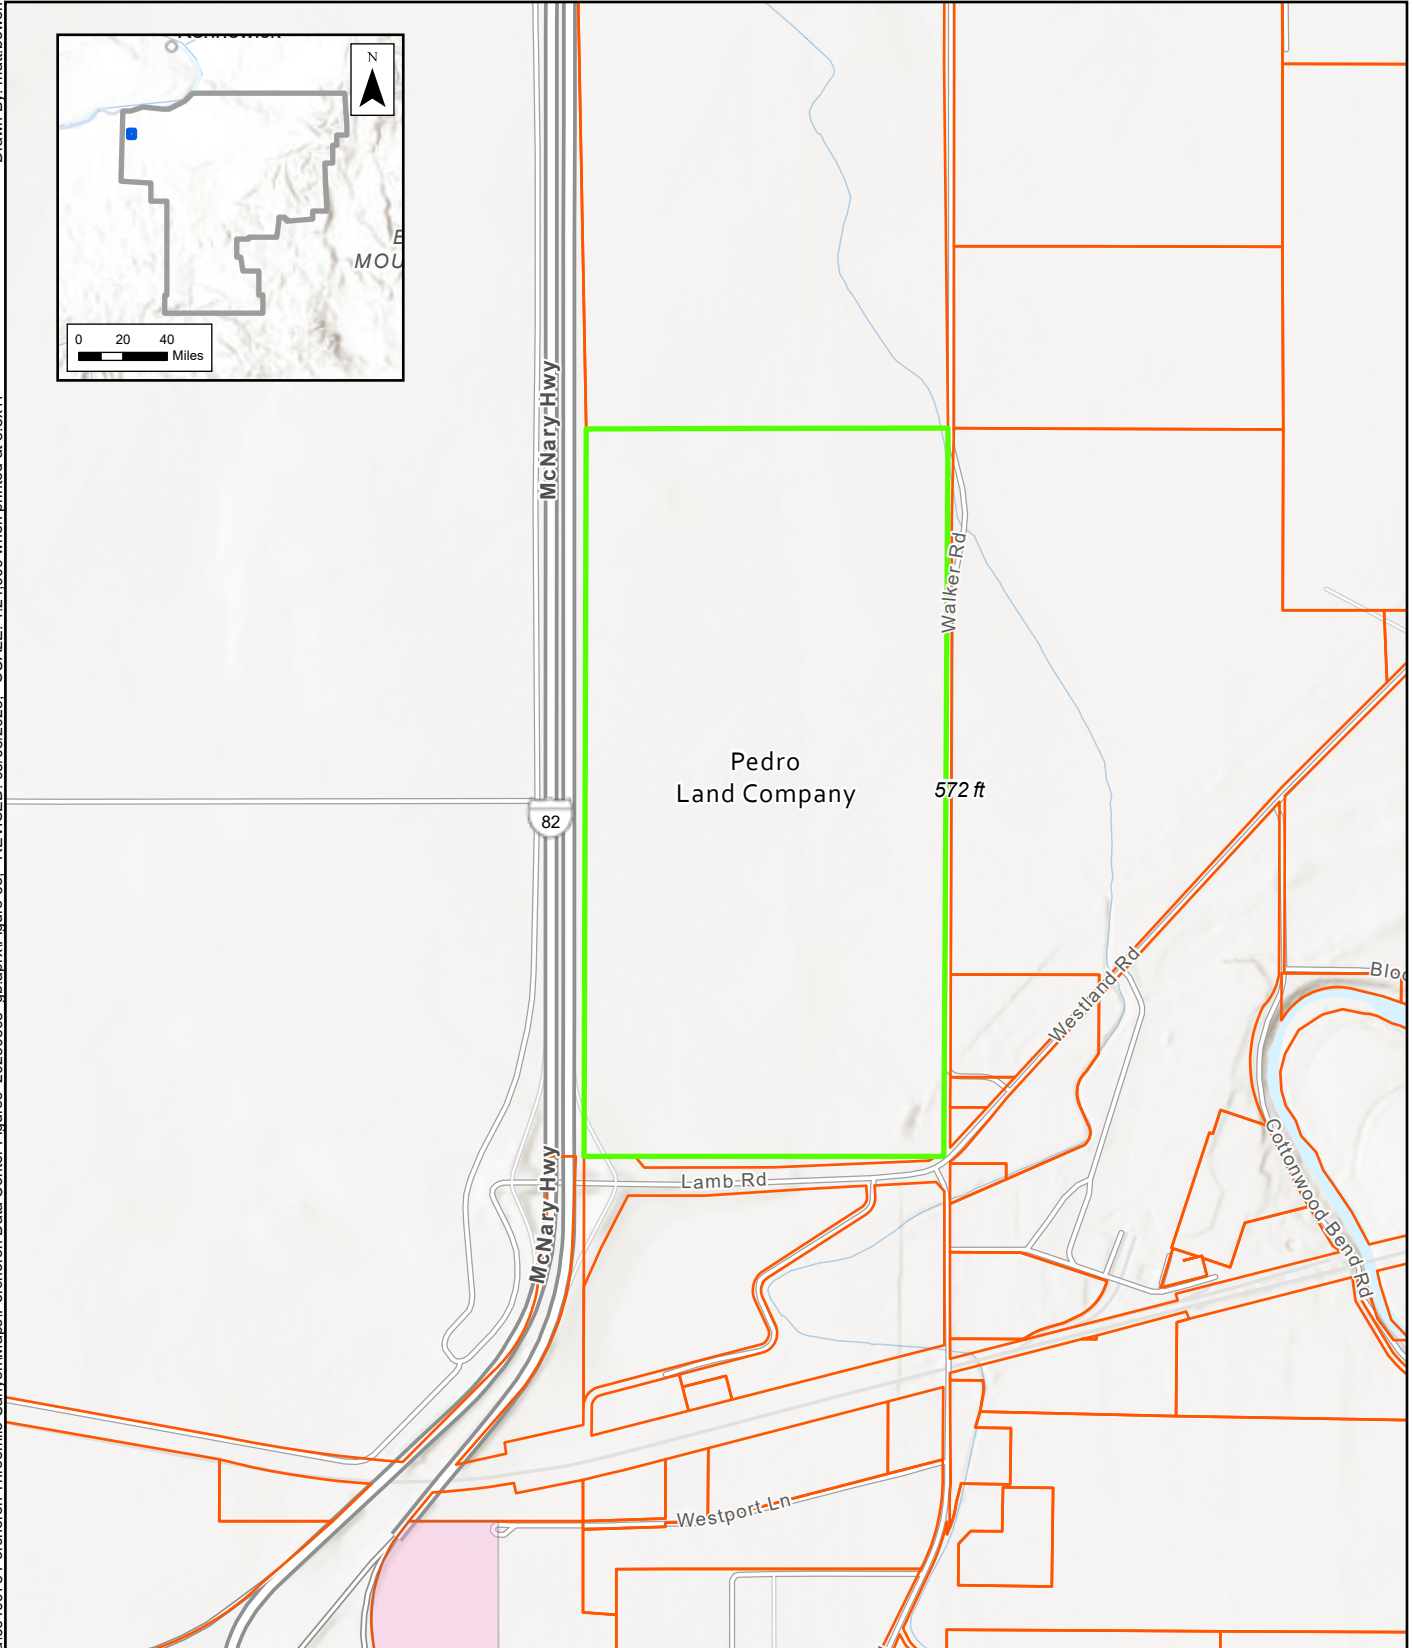 N
MOU
0 20 40
Miles
McNary Hwy
Walker Rd
Pedro
Land Company
572 ft
82
Westland Rd
McNary Hwy
Lamb Rd
Cottonwood Bend Rd
Westport Ln